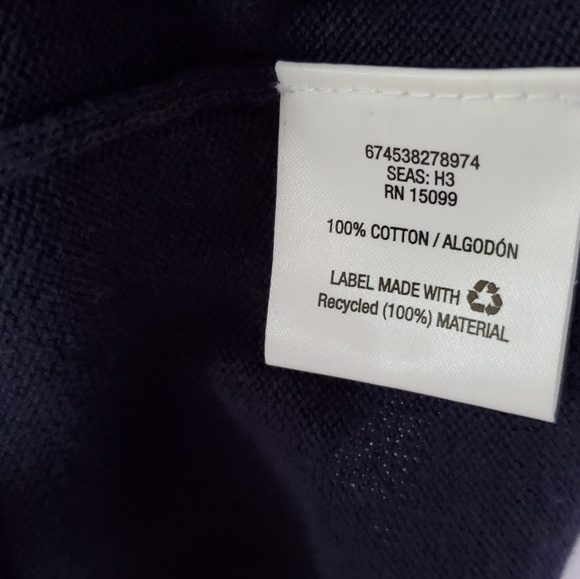 674538278974
SEAS: H3
RN 15099
100% COTTON / ALGODÓN
LABEL MADE WITH
Recycled (100%) MATERIAL